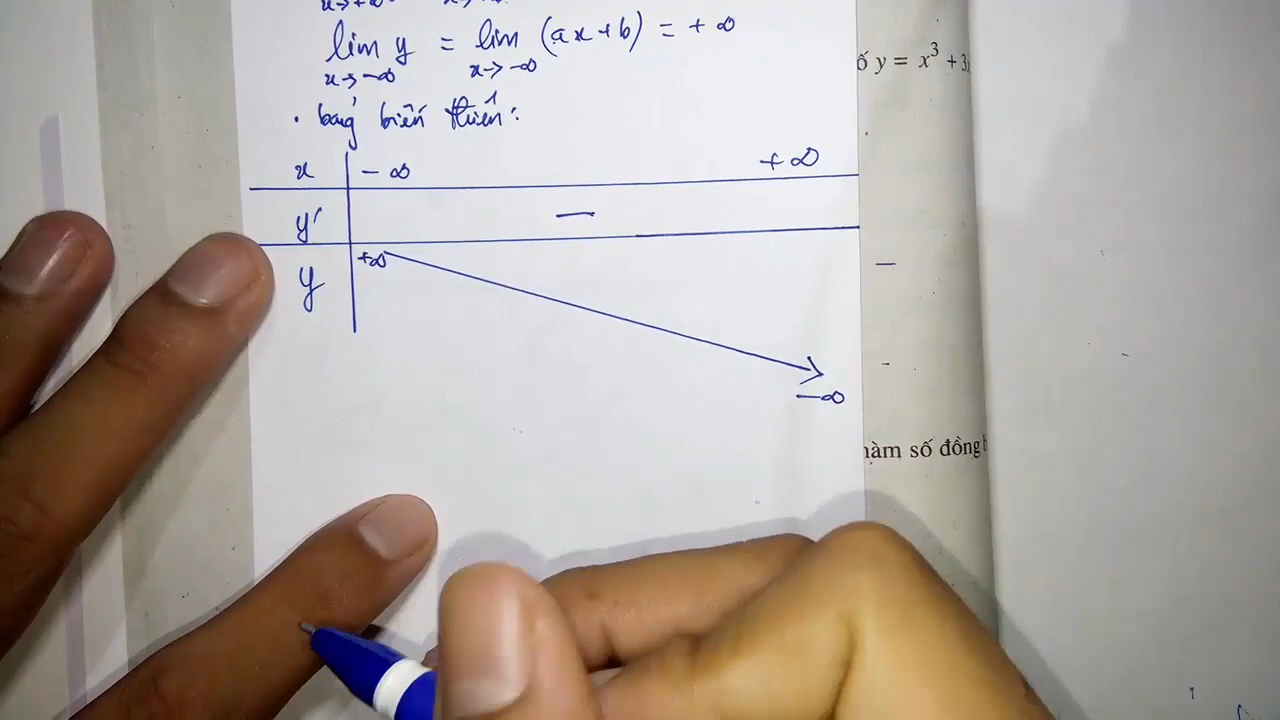 x→+∞
lim y = lim (ax+b) = +∞
x→-∞ x→-∞
• bảng biến thiên:
x -∞ +∞
y' —
y +∞
-∞
ố y = x³ + 3
hàm số đồng